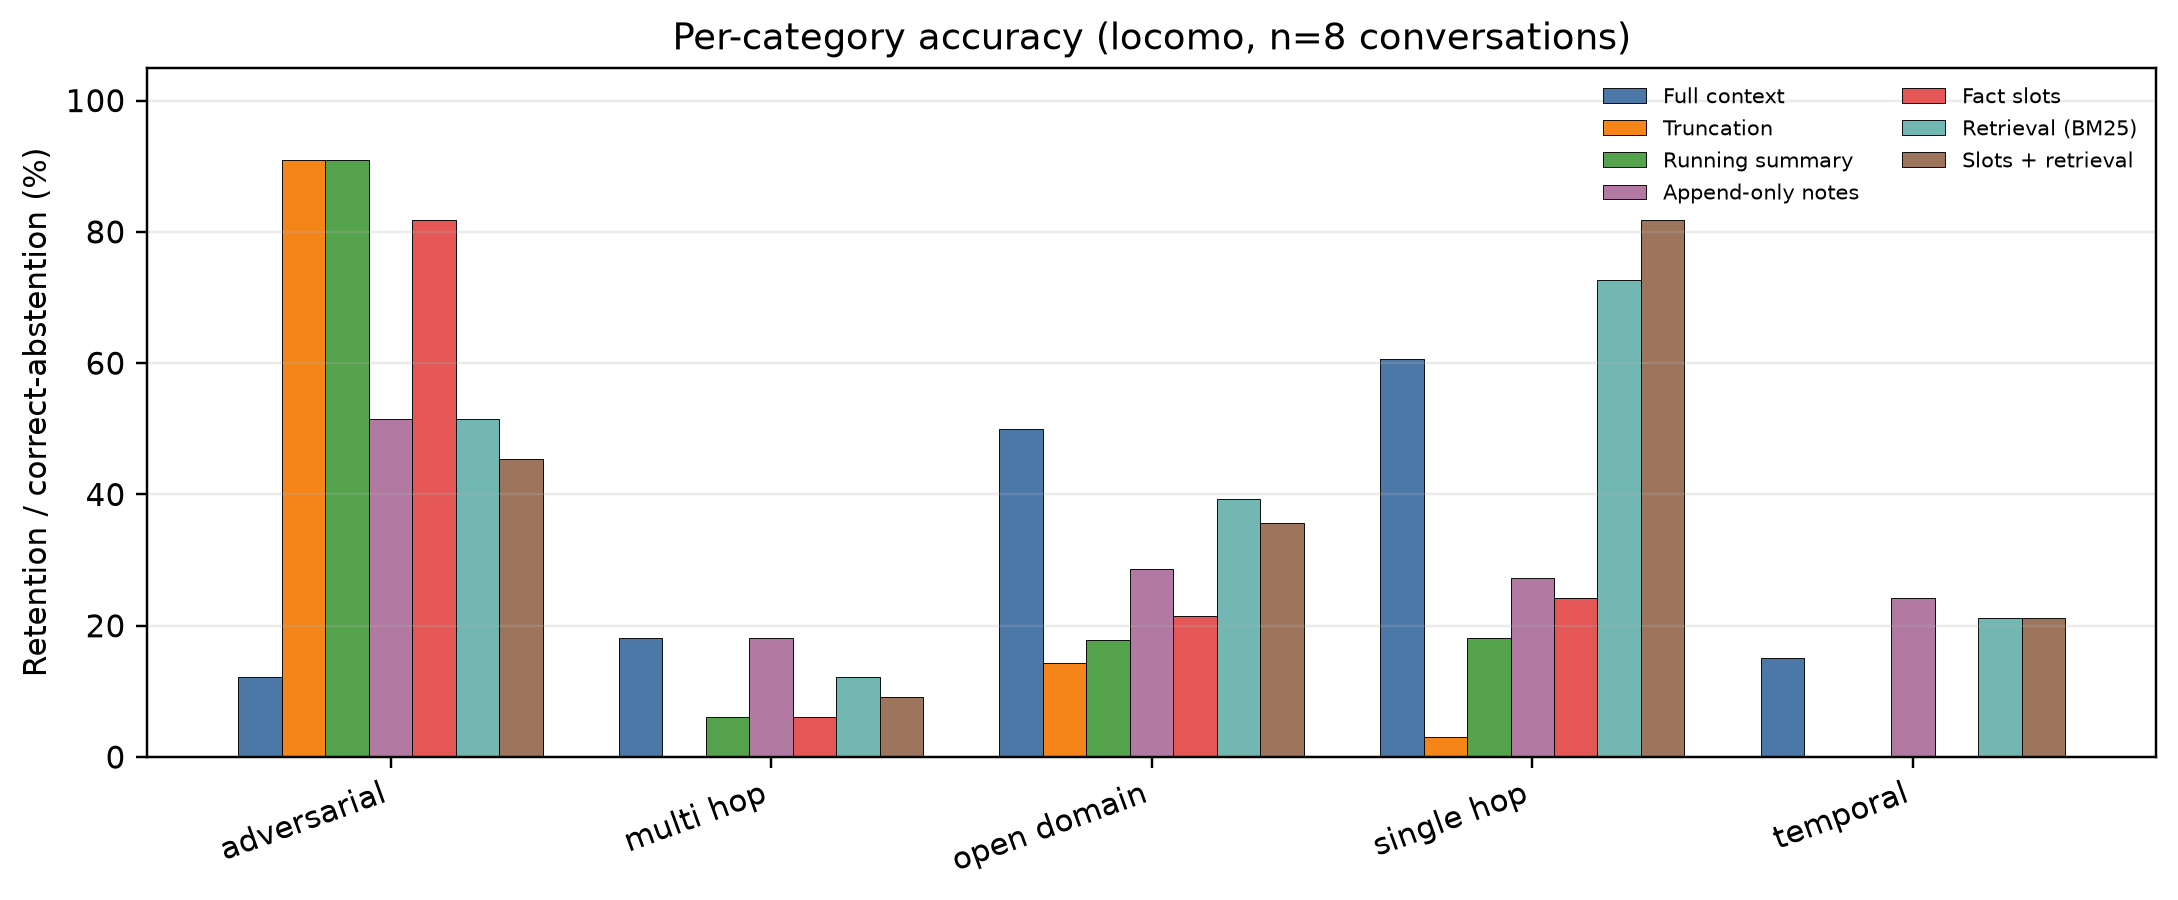 Per-category accuracy (locomo, n=8 conversations)
Retention / correct-abstention (%)
100
80
60
40
20
0
Full context
Truncation
Running summary
Append-only notes
Fact slots
Retrieval (BM25)
Slots + retrieval
adversarial
multi hop
open domain
single hop
temporal